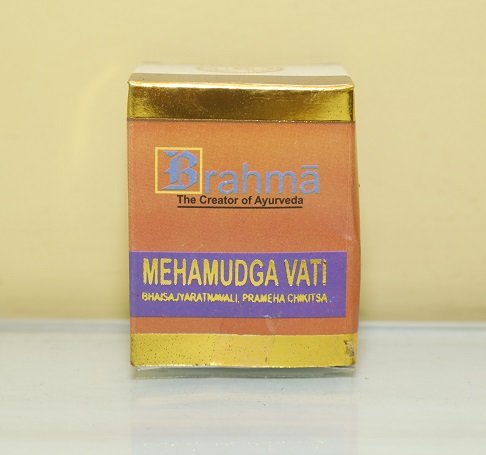 Brahmā
The Creator of Ayurveda
MEHAMUDGA VATI
BHAISAJYARATNAVALI, PRAMEHA CHIKITSA